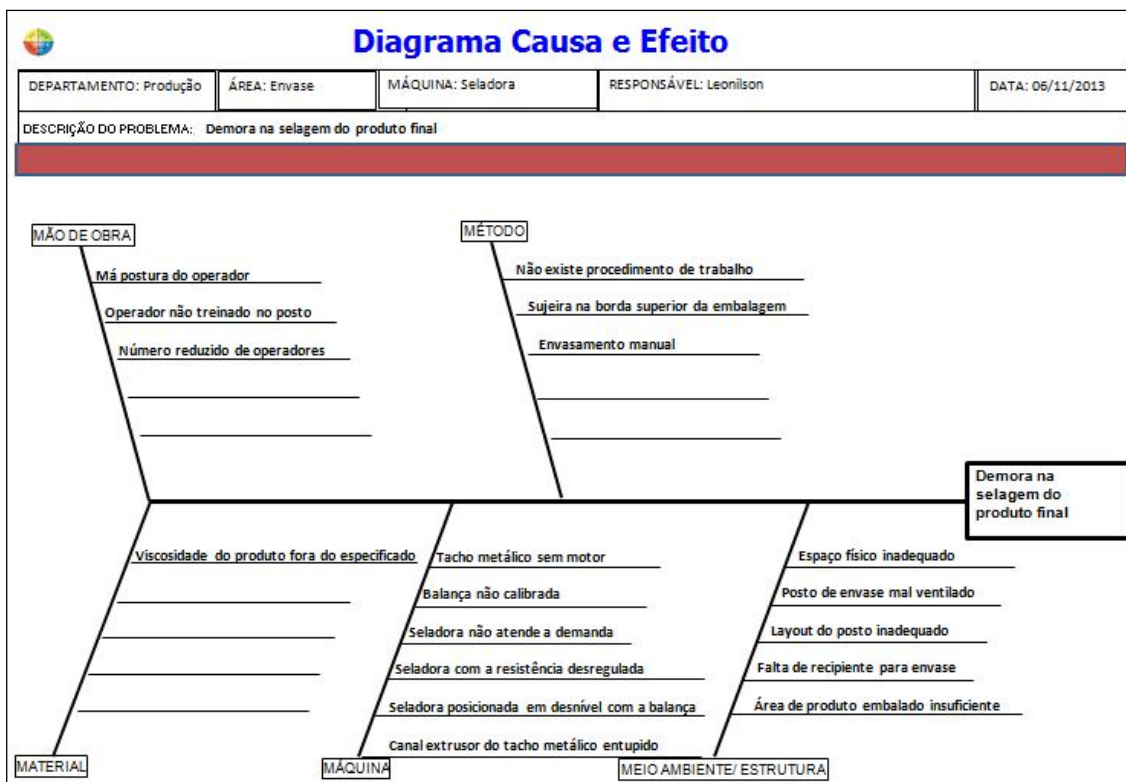 Diagrama Causa e Efeito
DEPARTAMENTO: Produção
ÁREA: Envase
MÁQUINA: Seladora
RESPONSÁVEL: Leonilson
DATA: 06/11/2013
DESCRIÇÃO DO PROBLEMA: Demora na selagem do produto final
MÃO DE OBRA
Má postura do operador
Operador não treinado no posto
Número reduzido de operadores
MÉTODO
Não existe procedimento de trabalho
Sujeira na borda superior da embalagem
Envasamento manual
Demora na
selagem do
produto final
Viscosidade do produto fora do especificado
MATERIAL
Tacho metálico sem motor
Balança não calibrada
Seladora não atende a demanda
Seladora com a resistência desregulada
Seladora posicionada em desnível com a balança
Canal extrusor do tacho metálico entupido
MÁQUINA
Espaço físico inadequado
Posto de envase mal ventilado
Layout do posto inadequado
Falta de recipiente para envase
Área de produto embalado insuficiente
MEIO AMBIENTE/ ESTRUTURA